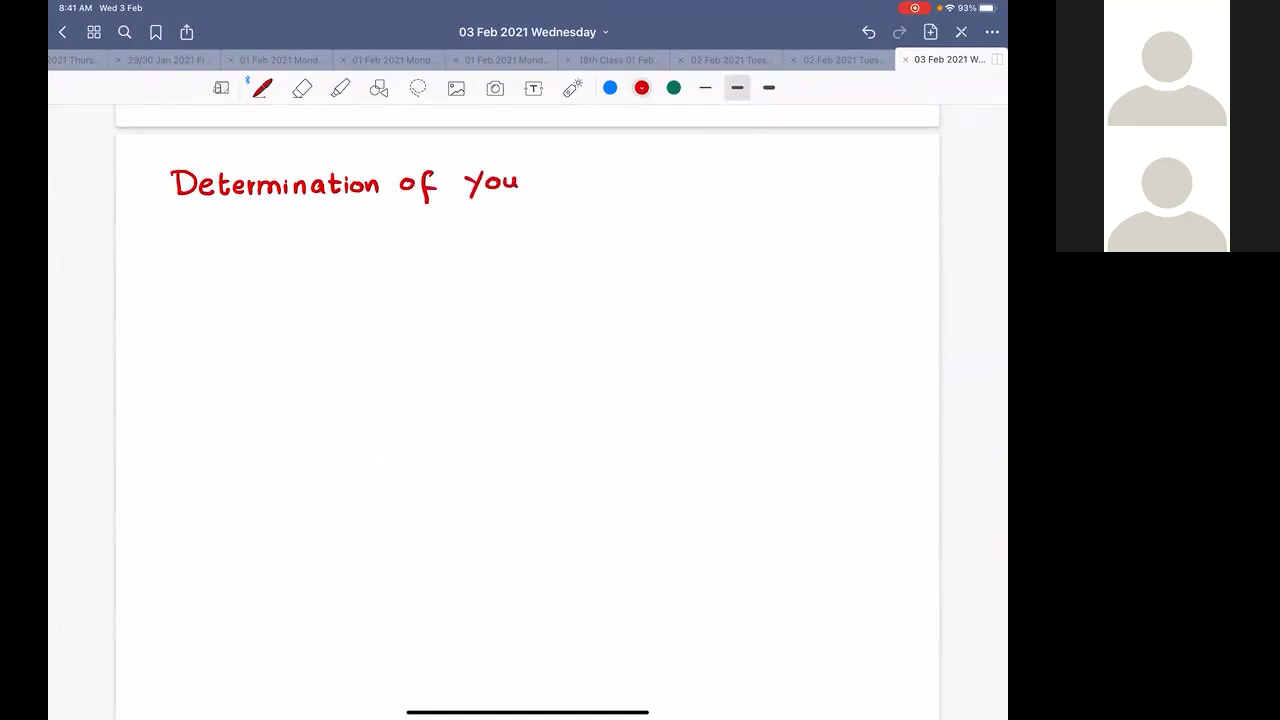 8:41 AM Wed 3 Feb 93%
03 Feb 2021 Wednesday
2021 Thurs... 29/30 Jan 2021 Fr... 01 Feb 2021 Mond... 01 Feb 2021 Mond... 01 Feb 2021 Mond... 18th Class 01 Feb... 02 Feb 2021 Tues... 02 Feb 2021 Tues... 03 Feb 2021 W...
T
Determination of You